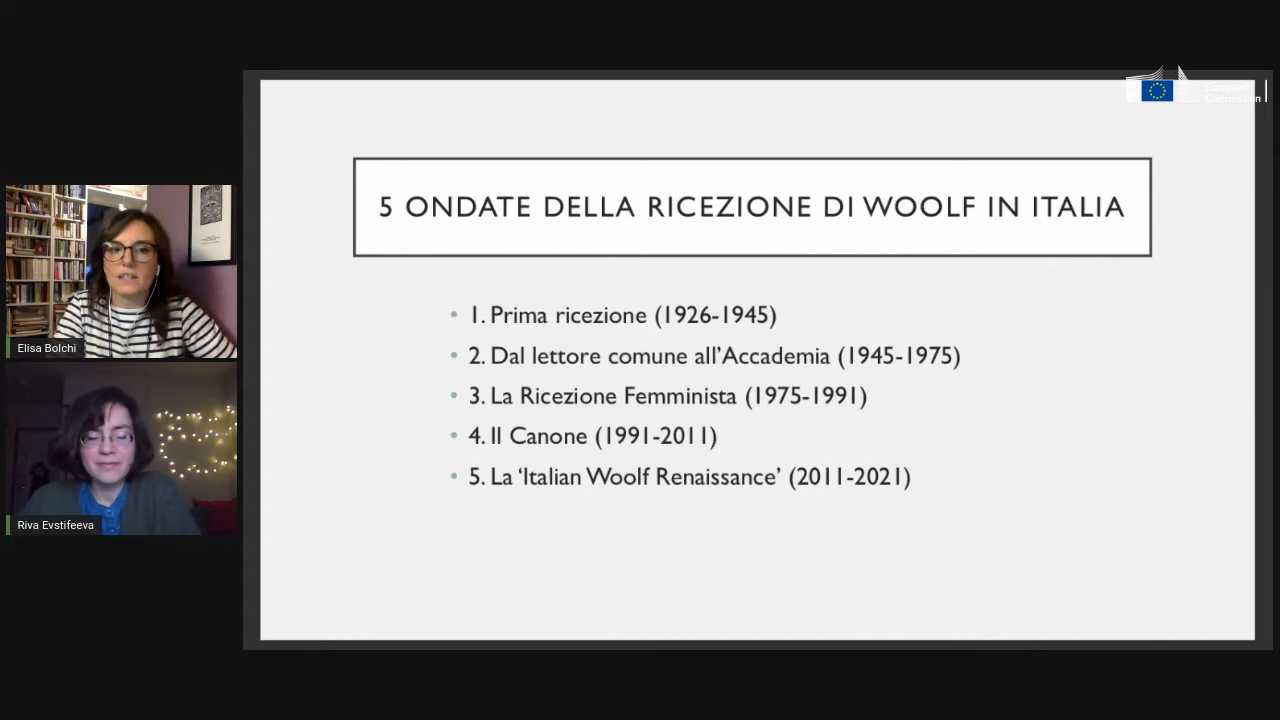 European
Commission
5 ONDATE DELLA RICEZIONE DI WOOLF IN ITALIA
• 1. Prima ricezione (1926-1945)
• 2. Dal lettore comune all'Accademia (1945-1975)
• 3. La Ricezione Femminista (1975-1991)
• 4. Il Canone (1991-2011)
• 5. La 'Italian Woolf Renaissance' (2011-2021)
Elisa Bolchi
Riva Evstifeeva